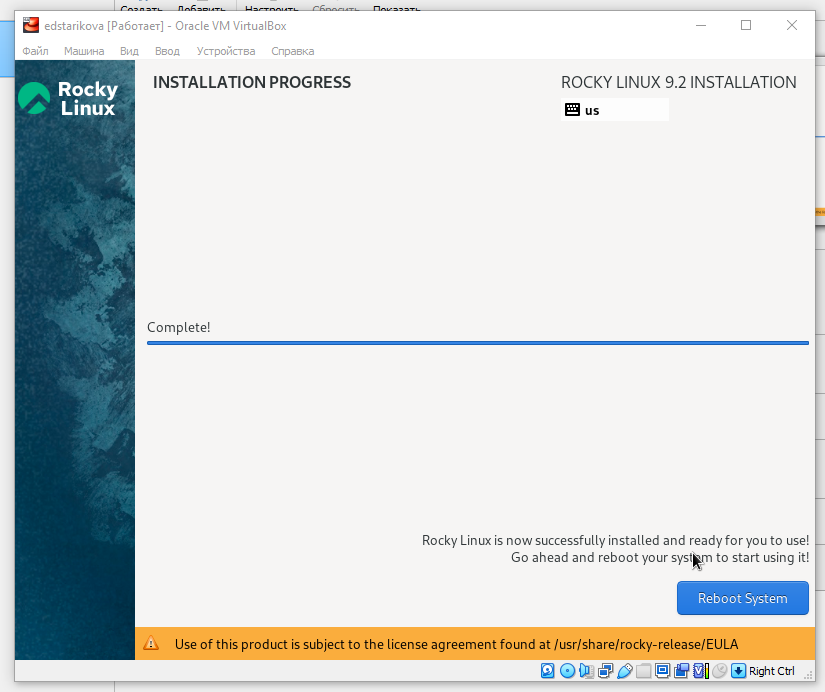 Создать Добавить Настроить Сбросить Показать
edstarikova [Работает] - Oracle VM VirtualBox
Файл Машина Вид Ввод Устройства Справка
Rocky
Linux
INSTALLATION PROGRESS
ROCKY LINUX 9.2 INSTALLATION
us
Complete!
Rocky Linux is now successfully installed and ready for you to use!
Go ahead and reboot your system to start using it!
Reboot System
Use of this product is subject to the license agreement found at /usr/share/rocky-release/EULA
Right Ctrl